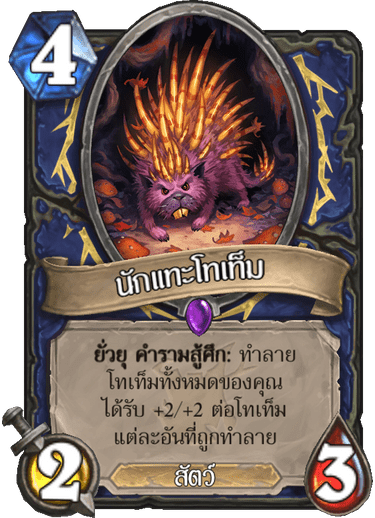 4
นักแทะโทเท็ม
ยั่วยุ คำรามสู้ศึก: ทำลาย
โทเท็มทั้งหมดของคุณ
ได้รับ +2/+2 ต่อโทเท็ม
แต่ละอันที่ถูกทำลาย
2
สัตว์
3